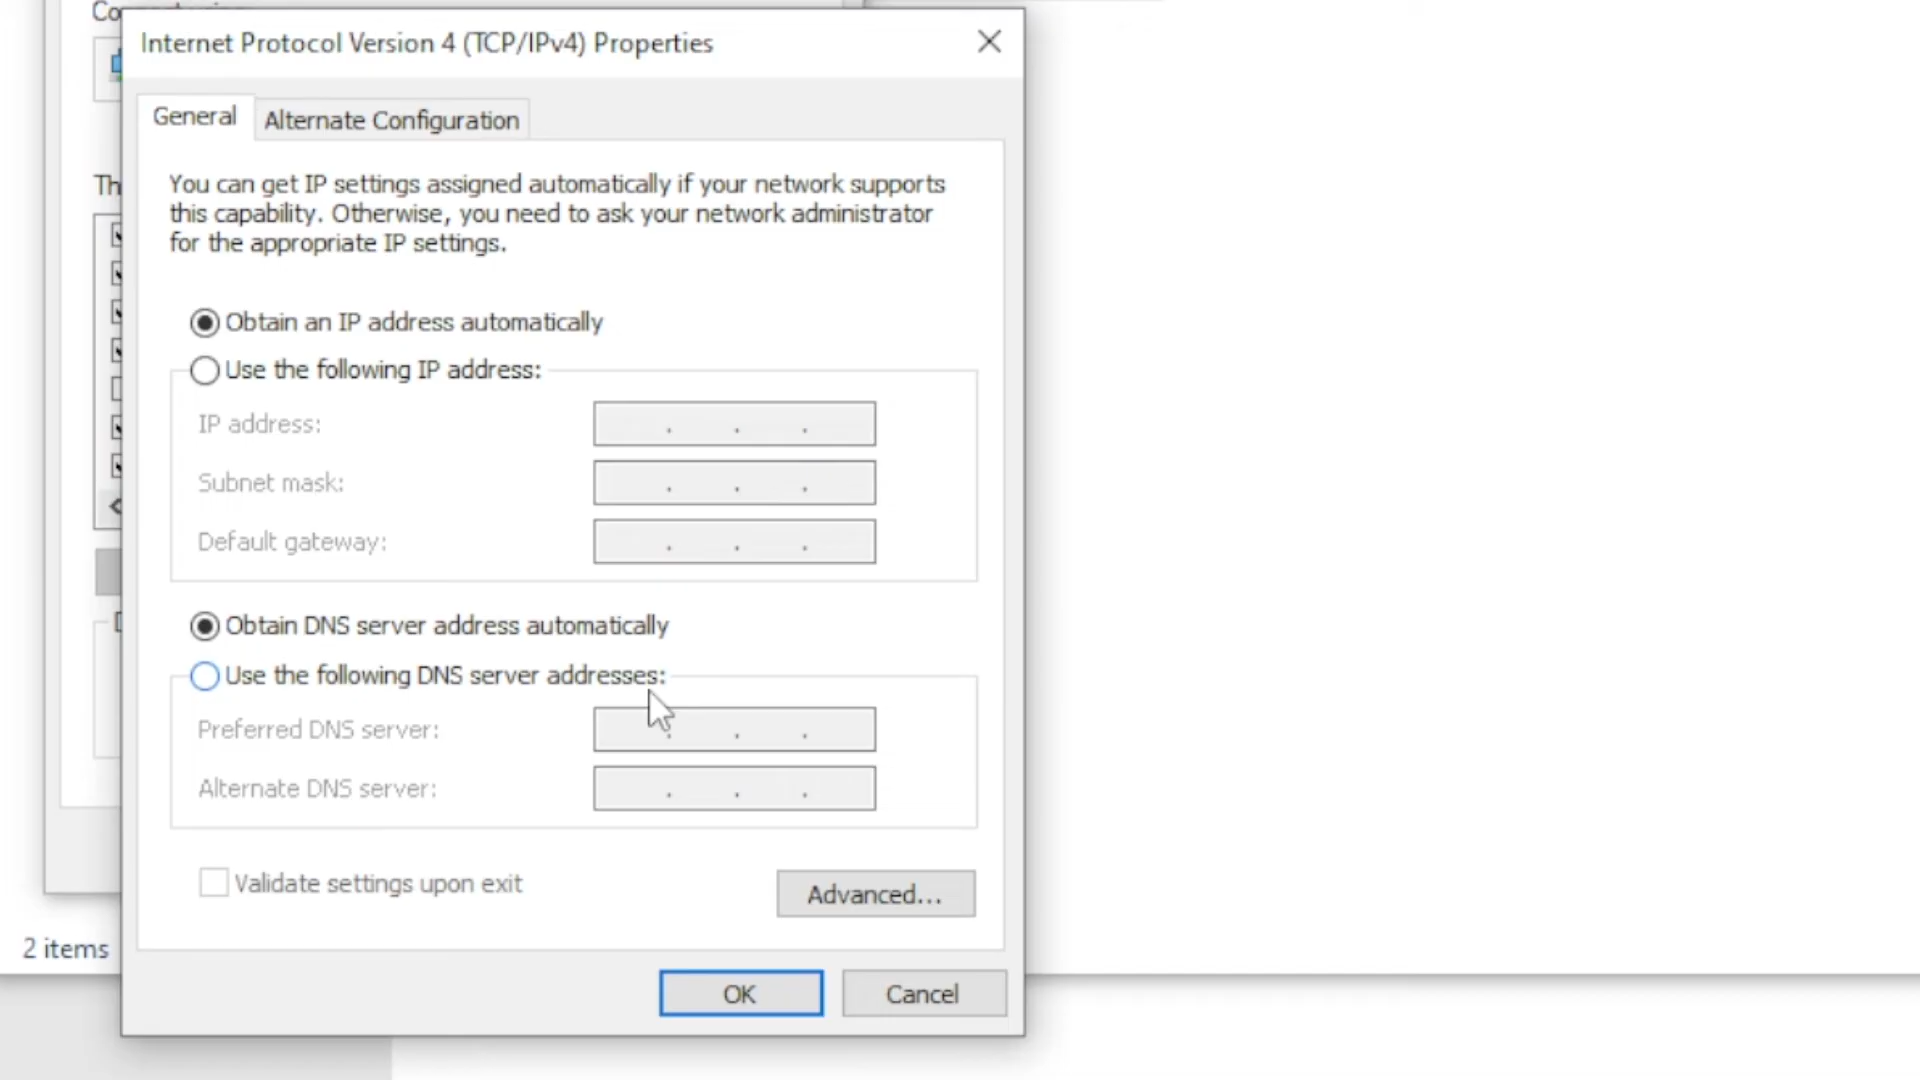 Internet Protocol Version 4 (TCP/IPv4) Properties
General
Alternate Configuration
You can get IP settings assigned automatically if your network supports
this capability. Otherwise, you need to ask your network administrator
for the appropriate IP settings.
Obtain an IP address automatically
Use the following IP address:
IP address:
Subnet mask:
Default gateway:
Obtain DNS server address automatically
Use the following DNS server addresses:
Preferred DNS server:
Alternate DNS server:
Validate settings upon exit
Advanced...
2 items
OK
Cancel